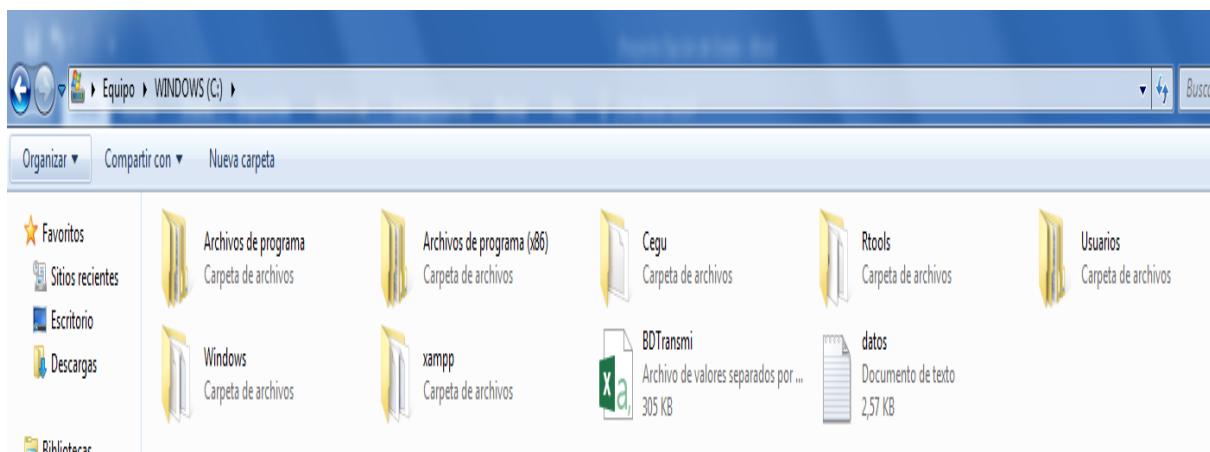 Equipo ▸ WINDOWS (C:) ▸
Organizar ▼ Compartir con ▼ Nueva carpeta
Favoritos
Sitios recientes
Escritorio
Descargas
Bibliotecas
Archivos de programa
Carpeta de archivos
Archivos de programa (x86)
Carpeta de archivos
Cegu
Carpeta de archivos
Rtools
Carpeta de archivos
Usuarios
Carpeta de archivos
Windows
Carpeta de archivos
xampp
Carpeta de archivos
BDTransmi
Archivo de valores separados por ...
305 KB
datos
Documento de texto
2,57 KB